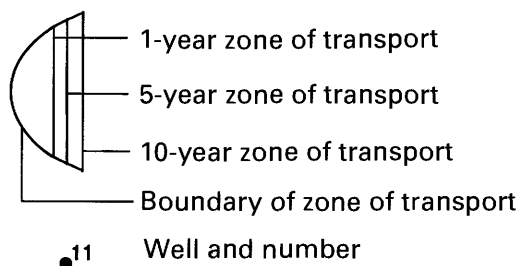 1-year zone of transport
5-year zone of transport
10-year zone of transport
Boundary of zone of transport
11 Well and number